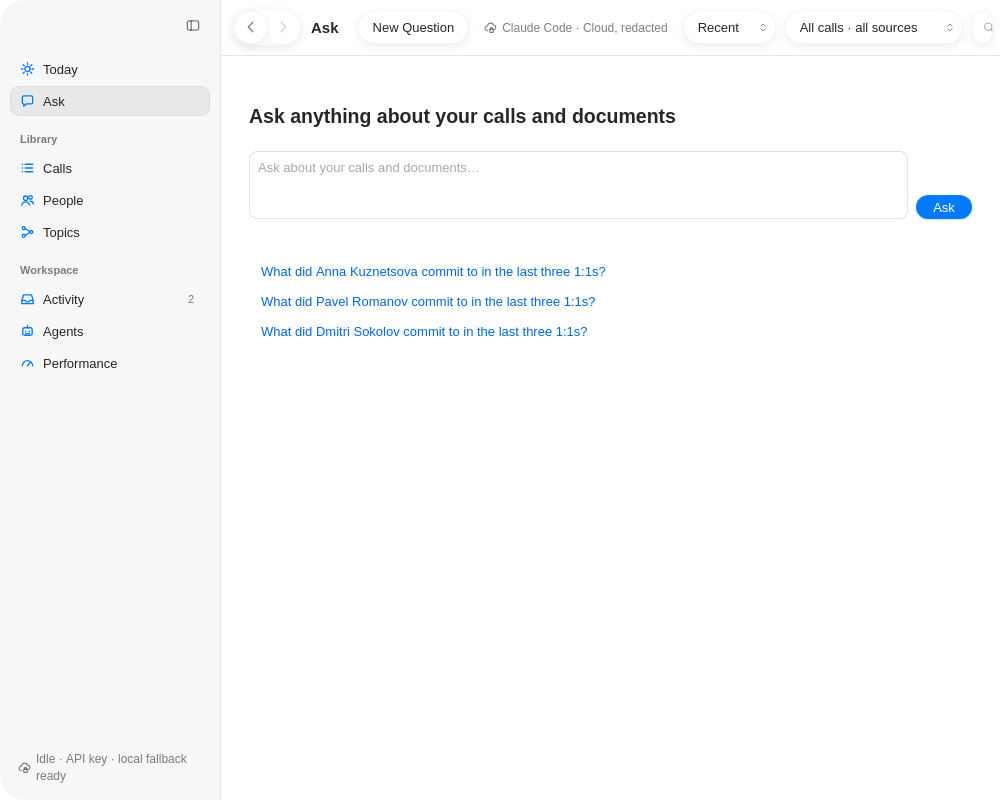 Today
Ask
Library
Calls
People
Topics
Workspace
Activity 2
Agents
Performance
Idle · API key · local fallback
ready
Ask
New Question
Claude Code · Cloud, redacted
Recent
All calls · all sources
Ask anything about your calls and documents
Ask about your calls and documents…
Ask
What did Anna Kuznetsova commit to in the last three 1:1s?
What did Pavel Romanov commit to in the last three 1:1s?
What did Dmitri Sokolov commit to in the last three 1:1s?